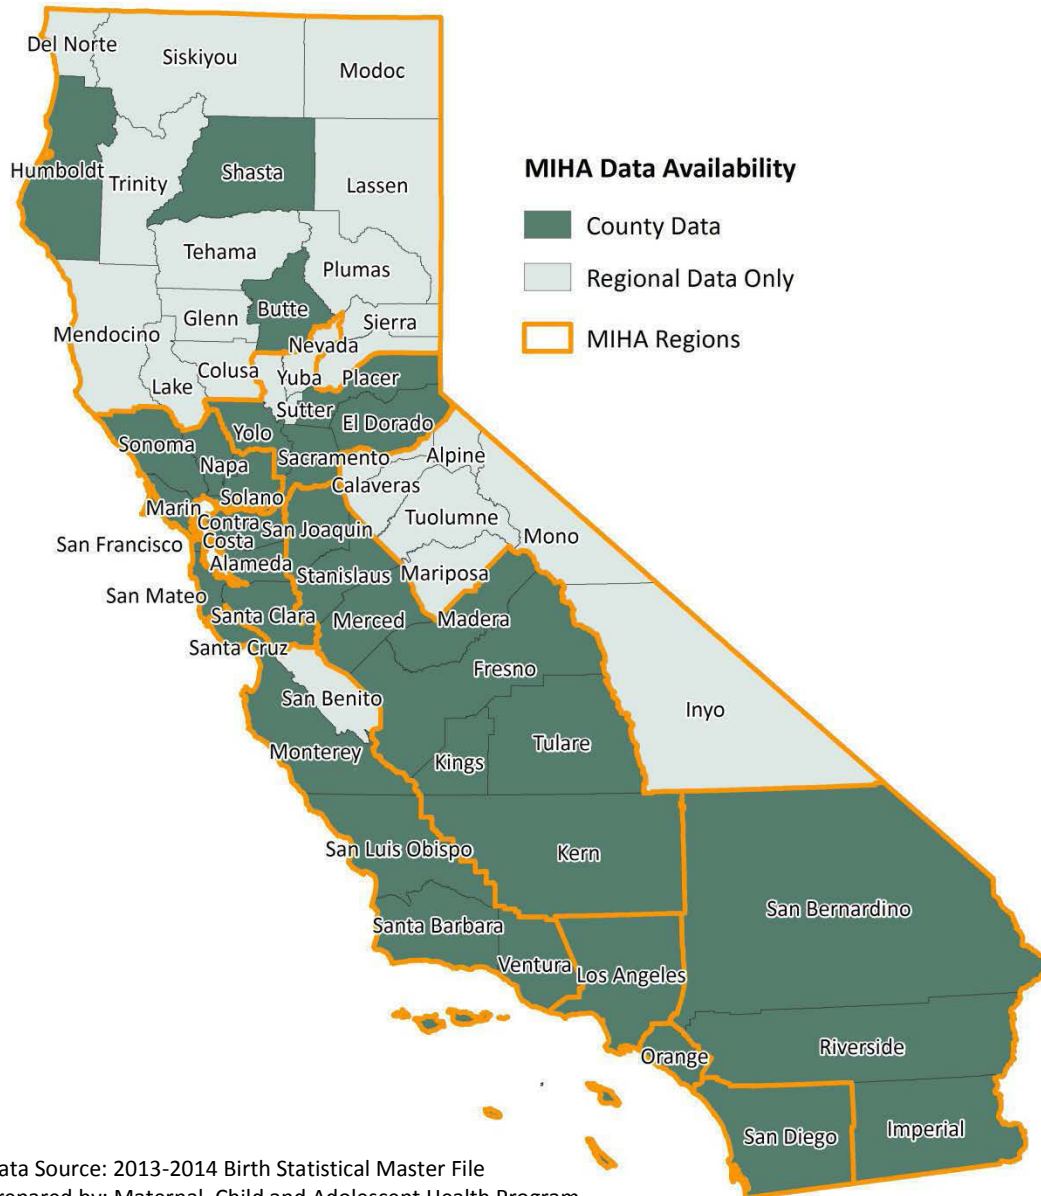 Del Norte
Siskiyou
Modoc
Humboldt
Trinity
Shasta
Lassen
MIHA Data Availability
County Data
Regional Data Only
MIHA Regions
Tehama
Plumas
Mendocino
Glenn
Butte
Sierra
Nevada
Lake
Colusa
Yuba
Placer
Sutter
El Dorado
Sonoma
Yolo
Napa
Sacramento
Alpine
Solano
Calaveras
Marin
Contra
Costa
San Joaquin
Tuolumne
Mono
San Francisco
Alameda
Stanislaus
Mariposa
San Mateo
Santa Clara
Merced
Madera
Santa Cruz
Fresno
San Benito
Inyo
Monterey
Kings
Tulare
San Luis Obispo
Kern
San Bernardino
Santa Barbara
Ventura
Los Angeles
Orange
Riverside
San Diego
Imperial
ata Source: 2013-2014 Birth Statistical Master File
repared by: Maternal, Child and Adolescent Health Program